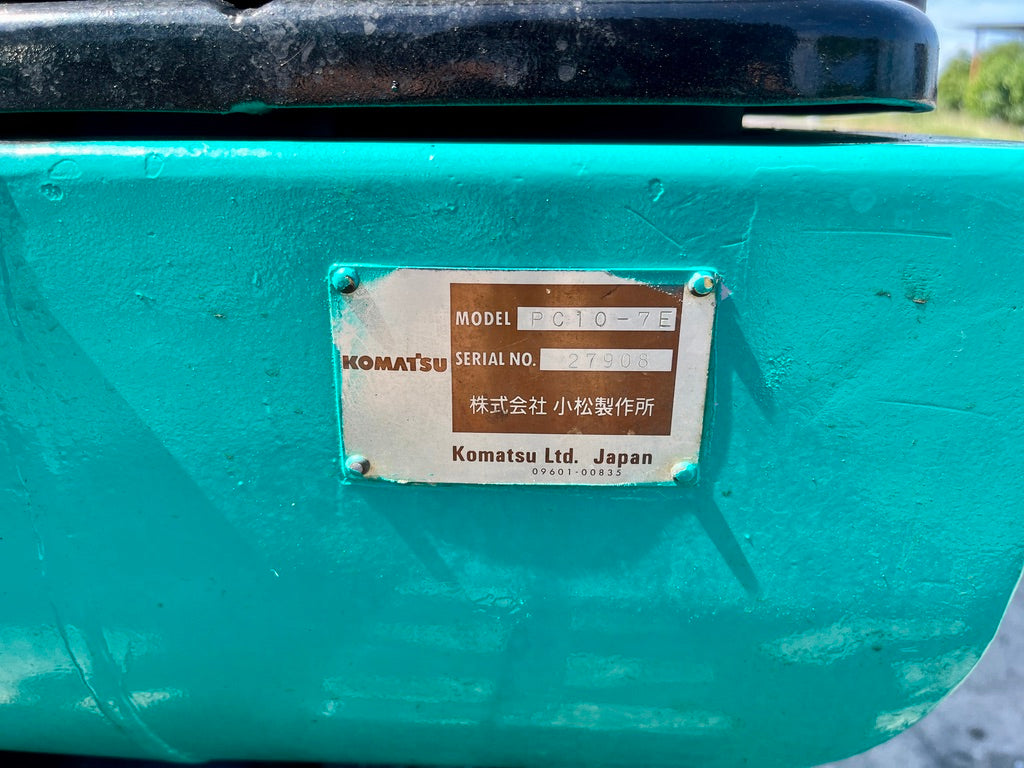 MODEL PC10-7E
KOMATSU SERIAL NO. 27908
株式会社 小松製作所
Komatsu Ltd. Japan
09601-00835